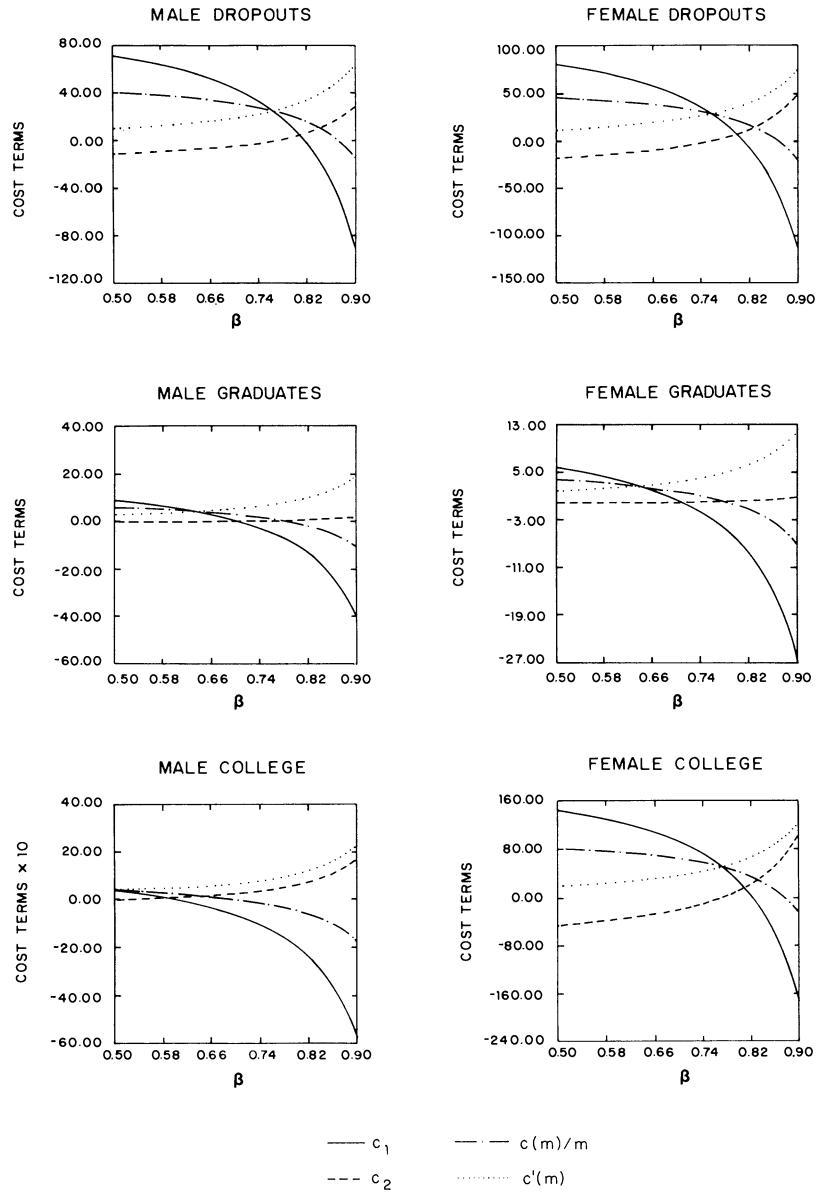 MALE DROPOUTS
80.00
40.00
0.00
-40.00
-80.00
-120.00
COST TERMS
0.50 0.58 0.66 0.74 0.82 0.90
β
FEMALE DROPOUTS
100.00
50.00
0.00
-50.00
-100.00
-150.00
COST TERMS
0.50 0.58 0.66 0.74 0.82 0.90
β
MALE GRADUATES
40.00
20.00
0.00
-20.00
-40.00
-60.00
COST TERMS
0.50 0.58 0.66 0.74 0.82 0.90
β
FEMALE GRADUATES
13.00
5.00
-3.00
-11.00
-19.00
-27.00
COST TERMS
0.50 0.58 0.66 0.74 0.82 0.90
β
MALE COLLEGE
40.00
20.00
0.00
-20.00
-40.00
-60.00
COST TERMS x 10
0.50 0.58 0.66 0.74 0.82 0.90
β
FEMALE COLLEGE
160.00
80.00
0.00
-80.00
-160.00
-240.00
COST TERMS
0.50 0.58 0.66 0.74 0.82 0.90
β
c₁
c(m)/m
c₂
c'(m)